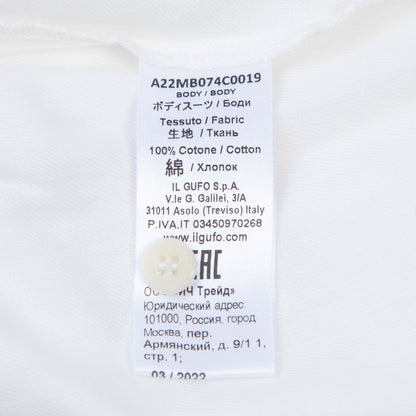 A22MB074C0019
BODY / BODY
ボディスーツ / Боди
Tessuto / Fabric
生地 / Ткань
100% Cotone / Cotton
綿 / Хлопок
IL GUFO S.p.A.
V.le G. Galilei, 3/A
31011 Asolo (Treviso) Italy
P.IVA.IT 03450970268
www.ilgufo.com
EAC
Трейд»
Юридический адрес:
101000, Россия, город
Москва, пер.
Армянский, д. 9/1 1,
стр. 1;
03 / 2022